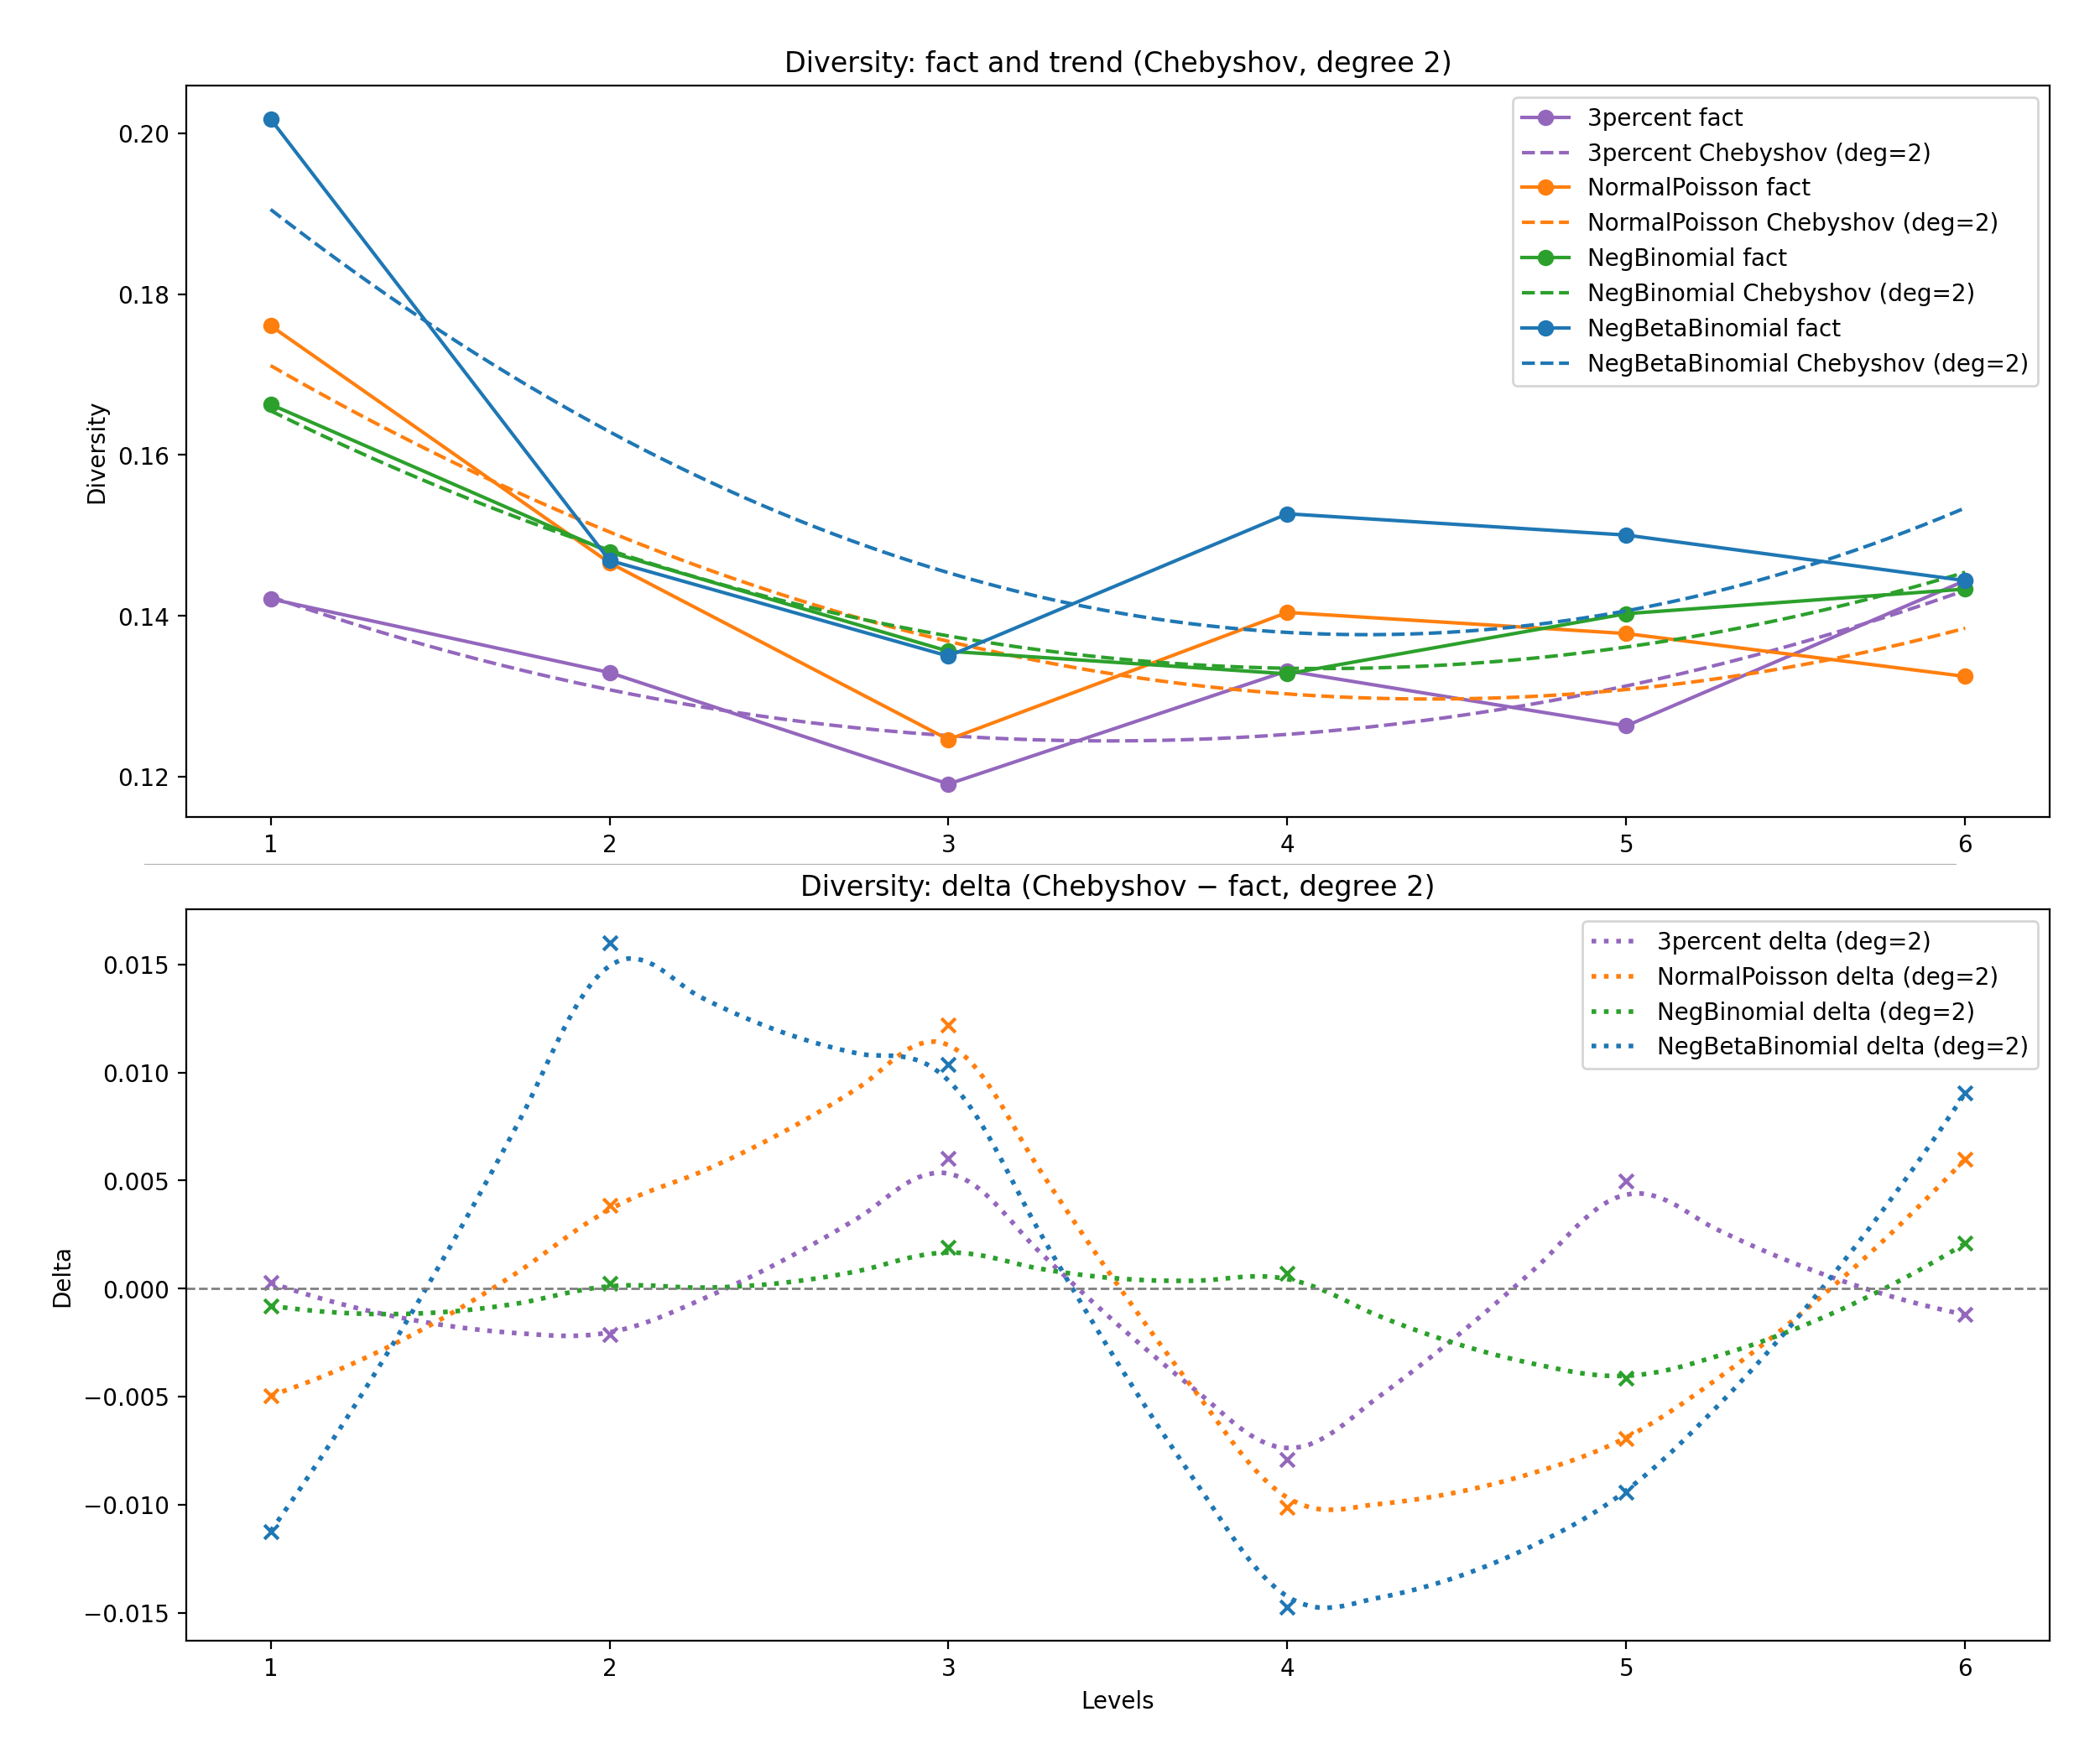 Diversity: fact and trend (Chebyshov, degree 2)
Diversity
0.20
0.18
0.16
0.14
0.12
1 2 3 4 5 6
3percent fact
3percent Chebyshov (deg=2)
NormalPoisson fact
NormalPoisson Chebyshov (deg=2)
NegBinomial fact
NegBinomial Chebyshov (deg=2)
NegBetaBinomial fact
NegBetaBinomial Chebyshov (deg=2)
Diversity: delta (Chebyshov − fact, degree 2)
Delta
0.015
0.010
0.005
0.000
−0.005
−0.010
−0.015
3percent delta (deg=2)
NormalPoisson delta (deg=2)
NegBinomial delta (deg=2)
NegBetaBinomial delta (deg=2)
1 2 3 4 5 6
Levels